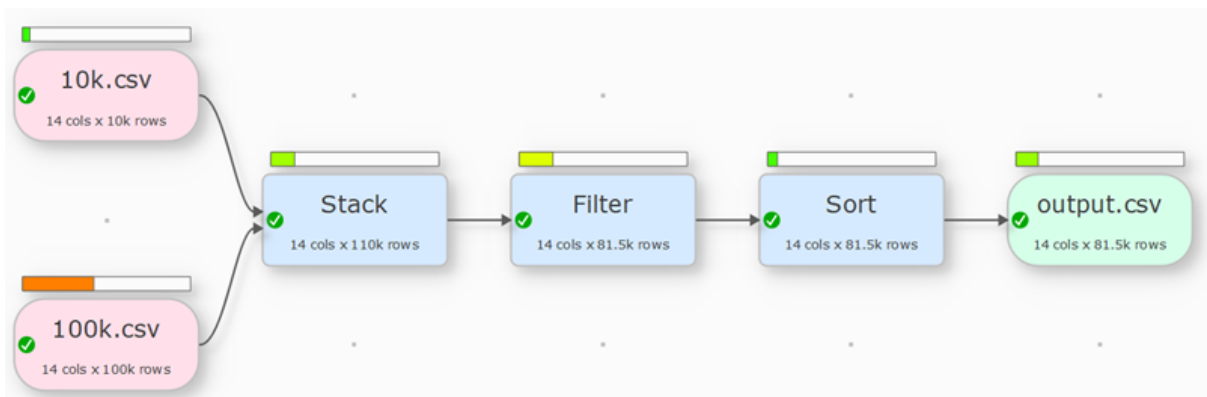 10k.csv
14 cols x 10k rows
100k.csv
14 cols x 100k rows
Stack
14 cols x 110k rows
Filter
14 cols x 81.5k rows
Sort
14 cols x 81.5k rows
output.csv
14 cols x 81.5k rows